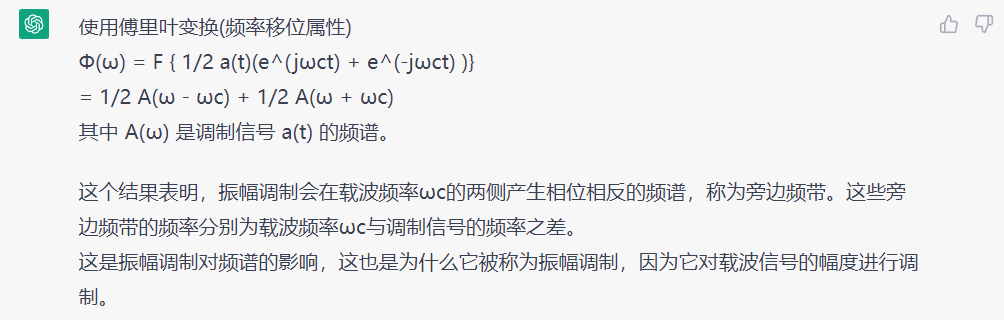 使用傅里叶变换(频率移位属性)
Φ(ω) = F { 1/2 a(t)(e^(jωct) + e^(-jωct) )}
= 1/2 A(ω - ωc) + 1/2 A(ω + ωc)
其中 A(ω) 是调制信号 a(t) 的频谱。
这个结果表明，振幅调制会在载波频率ωc的两侧产生相位相反的频谱，称为旁边频带。这些旁
边频带的频率分别为载波频率ωc与调制信号的频率之差。
这是振幅调制对频谱的影响，这也是为什么它被称为振幅调制，因为它对载波信号的幅度进行调
制。